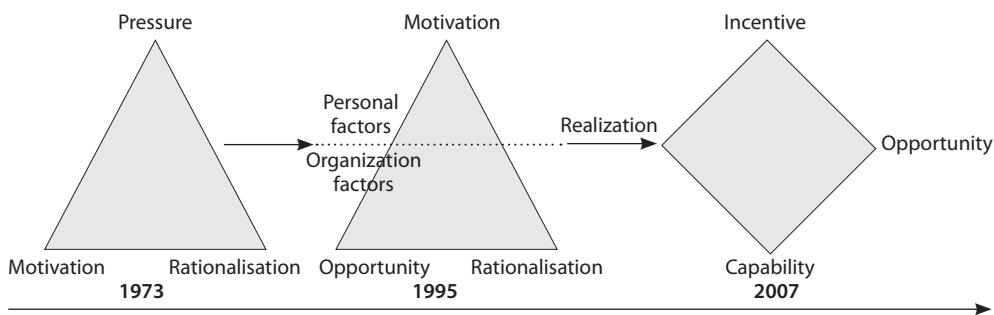 Pressure
Motivation
Rationalisation
1973
Motivation
Personal
factors
Organization
factors
Opportunity
Rationalisation
1995
Incentive
Realization
Opportunity
Capability
2007